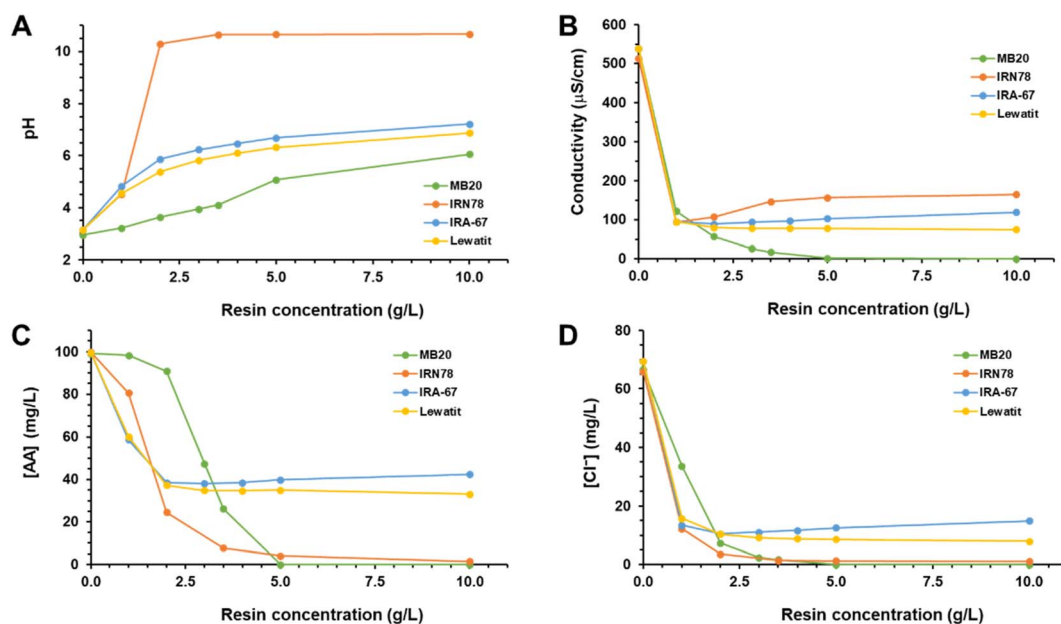 A
pH
10
8
6
4
2
0.0 2.5 5.0 7.5 10.0
Resin concentration (g/L)
MB20
IRN78
IRA-67
Lewatit
B
Conductivity (µS/cm)
600
500
400
300
200
100
0
0.0 2.5 5.0 7.5 10.0
Resin concentration (g/L)
MB20
IRN78
IRA-67
Lewatit
C
[AA] (mg/L)
100
80
60
40
20
0
0.0 2.5 5.0 7.5 10.0
Resin concentration (g/L)
MB20
IRN78
IRA-67
Lewatit
D
[Cl⁻] (mg/L)
80
60
40
20
0
0.0 2.5 5.0 7.5 10.0
Resin concentration (g/L)
MB20
IRN78
IRA-67
Lewatit